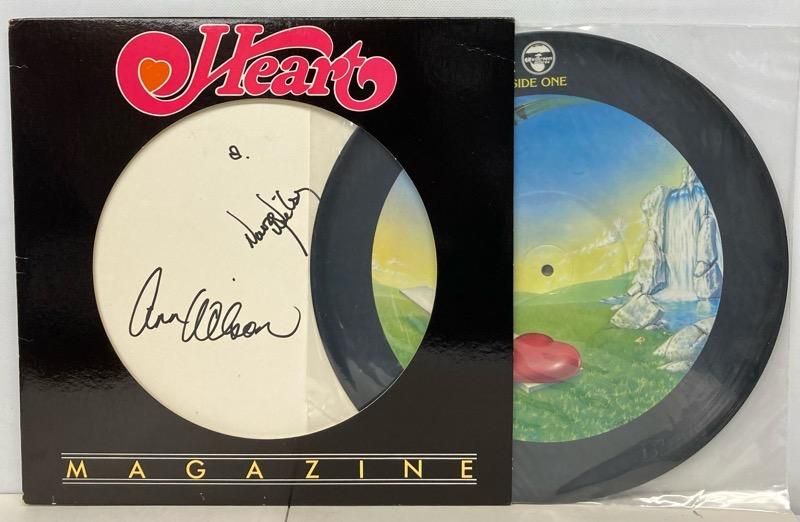 Heart
SIDE ONE
Nancy Wilson
Ann Wilson
MAGAZINE